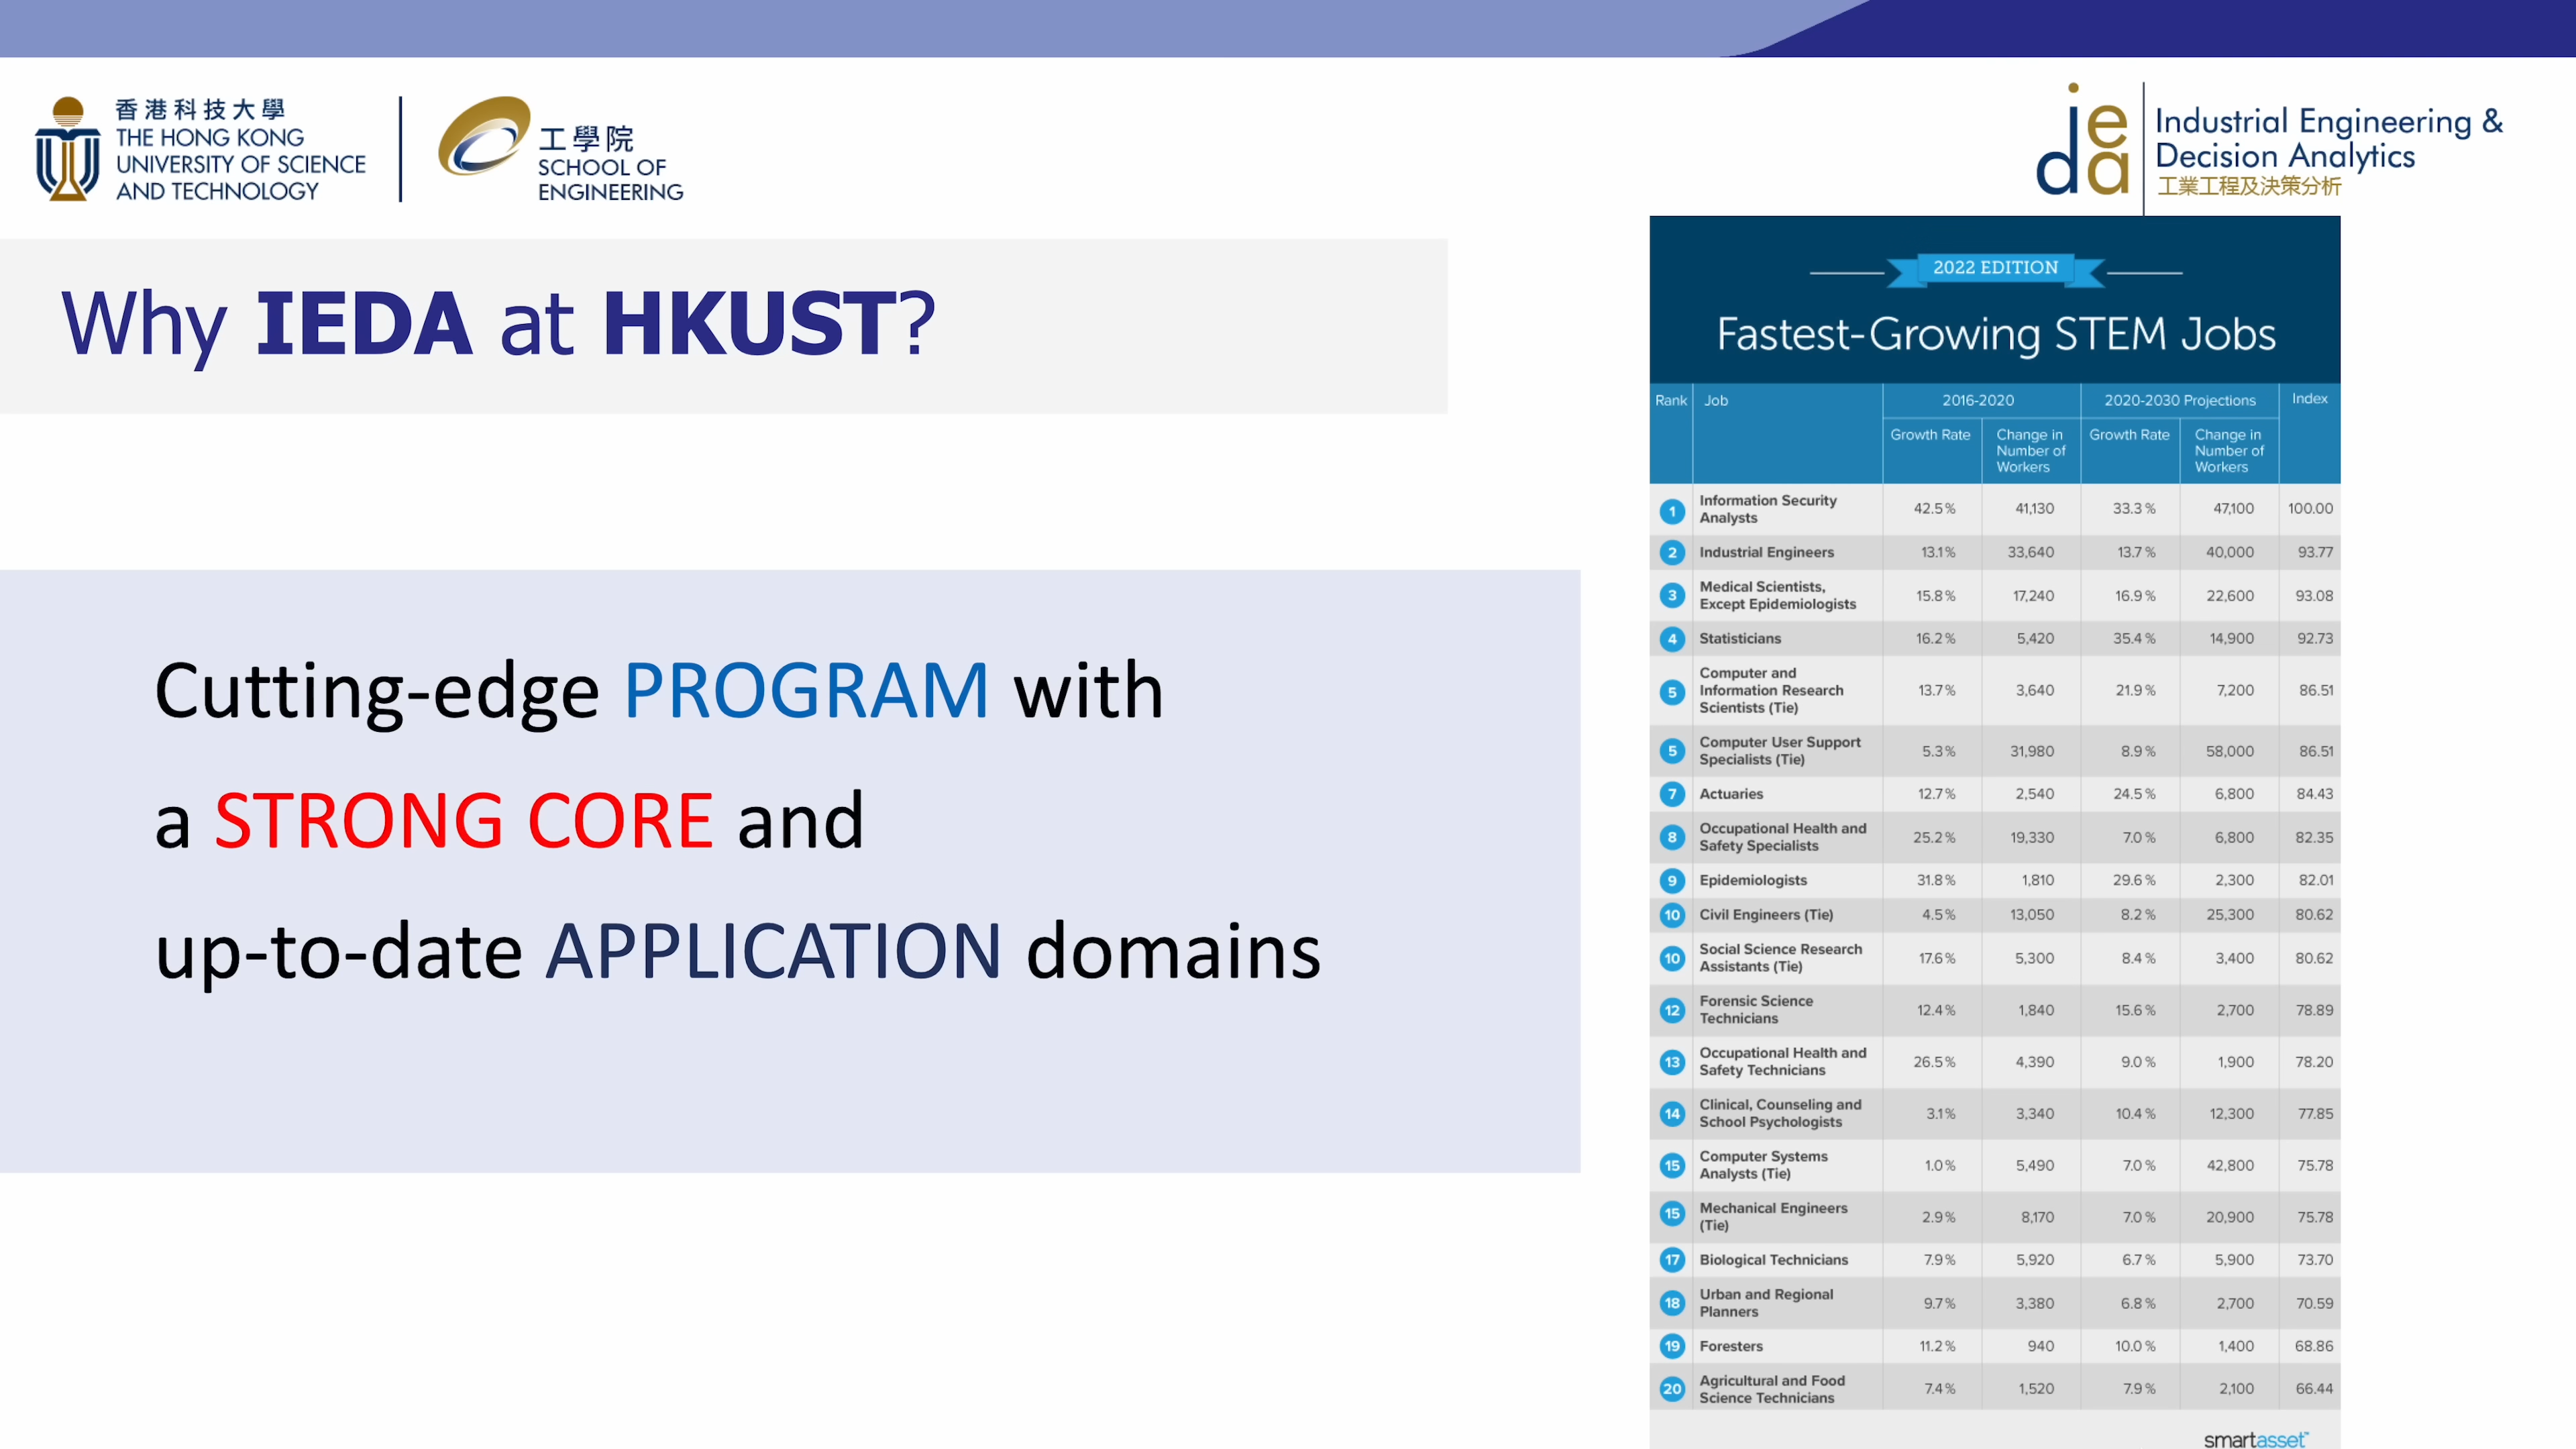 香港科技大學
THE HONG KONG
UNIVERSITY OF SCIENCE
AND TECHNOLOGY
工學院
SCHOOL OF
ENGINEERING
ieda
Industrial Engineering &
Decision Analytics
工業工程及決策分析
Why IEDA at HKUST?
Cutting-edge PROGRAM with
a STRONG CORE and
up-to-date APPLICATION domains
2022 EDITION
Fastest-Growing STEM Jobs
Rank Job 2016-2020 2020-2030 Projections Index
Growth Rate Change in Number of Workers Growth Rate Change in Number of Workers
1 Information Security Analysts 42.5% 41,130 33.3% 47,100 100.00
2 Industrial Engineers 13.1% 33,640 13.7% 40,000 93.77
3 Medical Scientists, Except Epidemiologists 15.8% 17,240 16.9% 22,600 93.08
4 Statisticians 16.2% 5,420 35.4% 14,900 92.73
5 Computer and Information Research Scientists (Tie) 13.7% 3,640 21.9% 7,200 86.51
5 Computer User Support Specialists (Tie) 5.3% 31,980 8.9% 58,000 86.51
7 Actuaries 12.7% 2,540 24.5% 6,800 84.43
8 Occupational Health and Safety Specialists 25.2% 19,330 7.0% 6,800 82.35
9 Epidemiologists 31.8% 1,810 29.6% 2,300 82.01
10 Civil Engineers (Tie) 4.5% 13,050 8.2% 25,300 80.62
10 Social Science Research Assistants (Tie) 17.6% 5,300 8.4% 3,400 80.62
12 Forensic Science Technicians 12.4% 1,840 15.6% 2,700 78.89
13 Occupational Health and Safety Technicians 26.5% 4,390 9.0% 1,900 78.20
14 Clinical, Counseling and School Psychologists 3.1% 3,340 10.4% 12,300 77.85
15 Computer Systems Analysts (Tie) 1.0% 5,490 7.0% 42,800 75.78
15 Mechanical Engineers (Tie) 2.9% 8,170 7.0% 20,900 75.78
17 Biological Technicians 7.9% 5,920 6.7% 5,900 73.70
18 Urban and Regional Planners 9.7% 3,380 6.8% 2,700 70.59
19 Foresters 11.2% 940 10.0% 1,400 68.86
20 Agricultural and Food Science Technicians 7.4% 1,520 7.9% 2,100 66.44
smartasset™